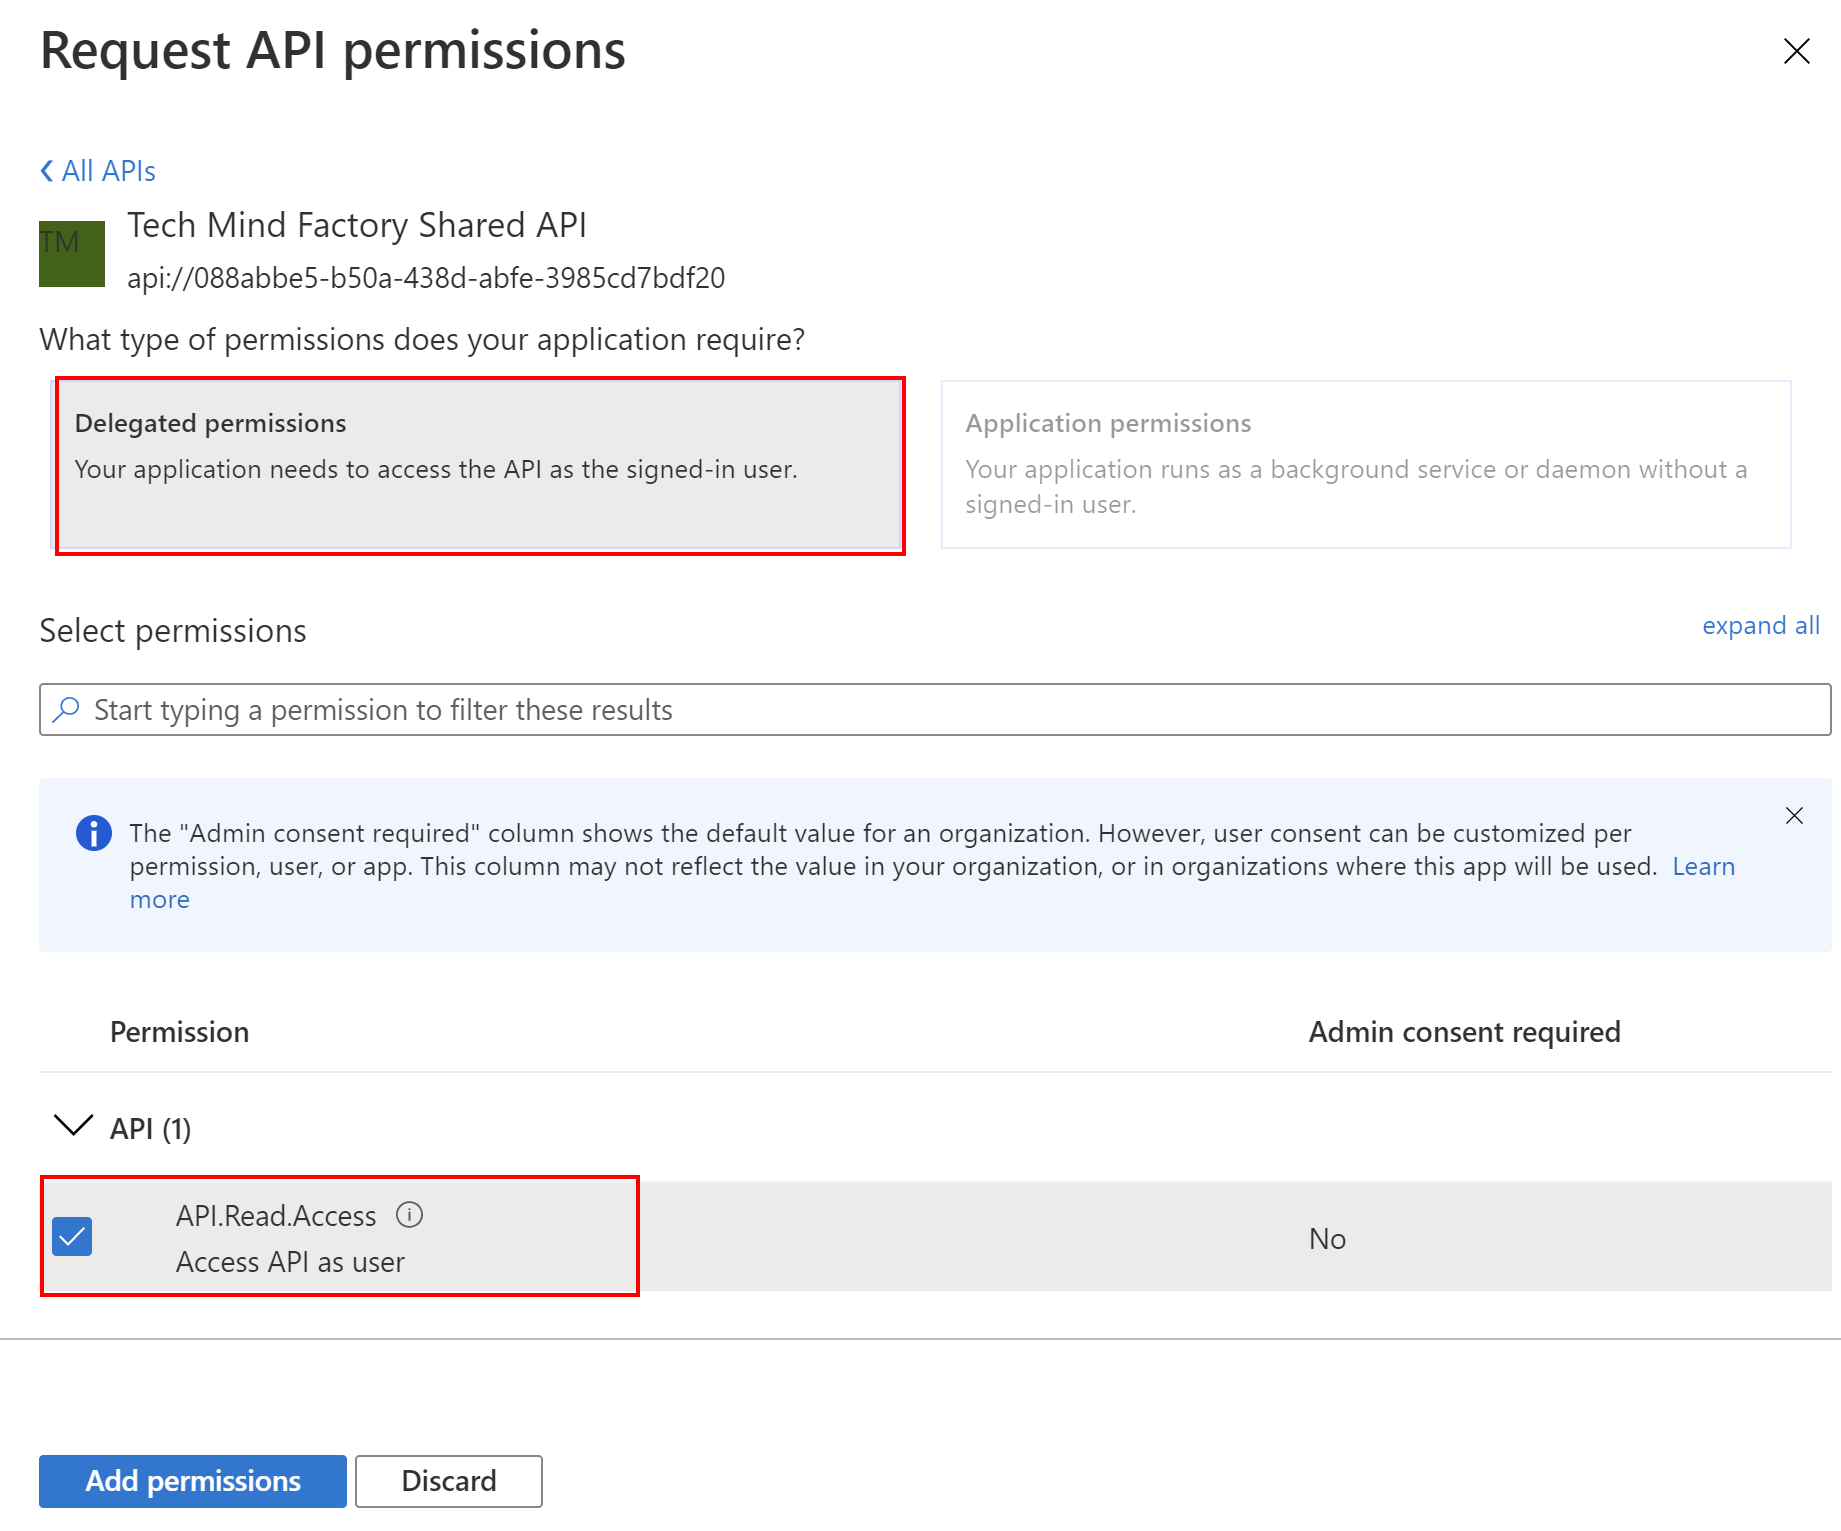 Request API permissions
All APIs
TM
Tech Mind Factory Shared API
api://088abbe5-b50a-438d-abfe-3985cd7bdf20
What type of permissions does your application require?
Delegated permissions
Your application needs to access the API as the signed-in user.
Application permissions
Your application runs as a background service or daemon without a
signed-in user.
Select permissions
expand all
Start typing a permission to filter these results
The "Admin consent required" column shows the default value for an organization. However, user consent can be customized per
permission, user, or app. This column may not reflect the value in your organization, or in organizations where this app will be used. Learn
more
Permission
Admin consent required
API (1)
API.Read.Access
Access API as user
No
Add permissions
Discard